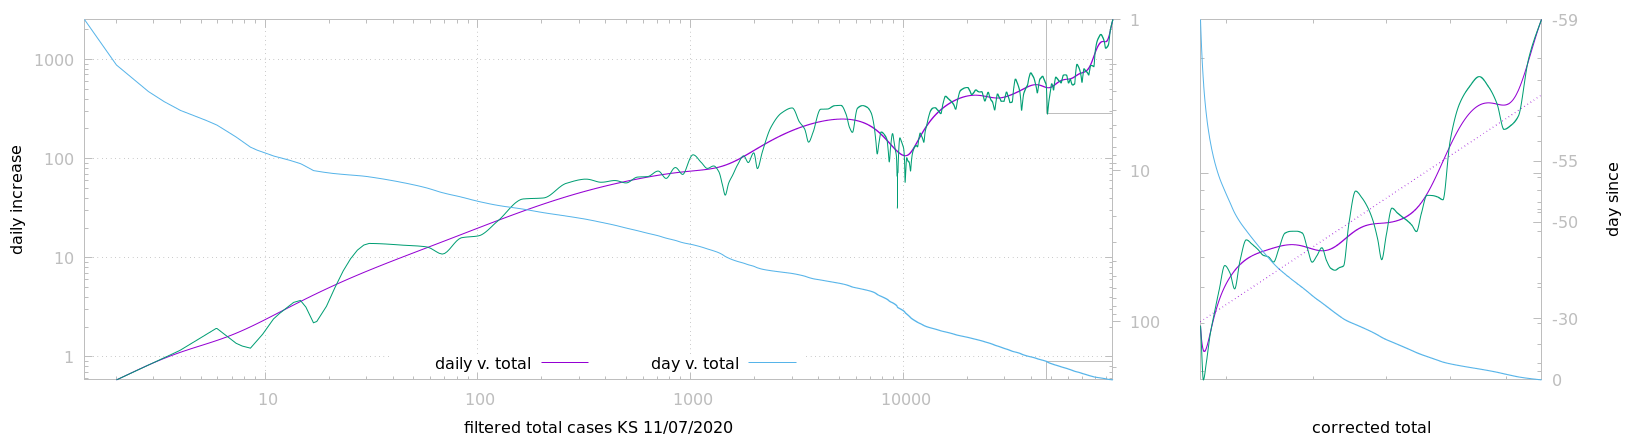 daily increase
1000
100
10
1
10
100
1000
10000
filtered total cases KS 11/07/2020
daily v. total
day v. total
1
10
100
corrected total
-59
-55
-50
-30
0
day since